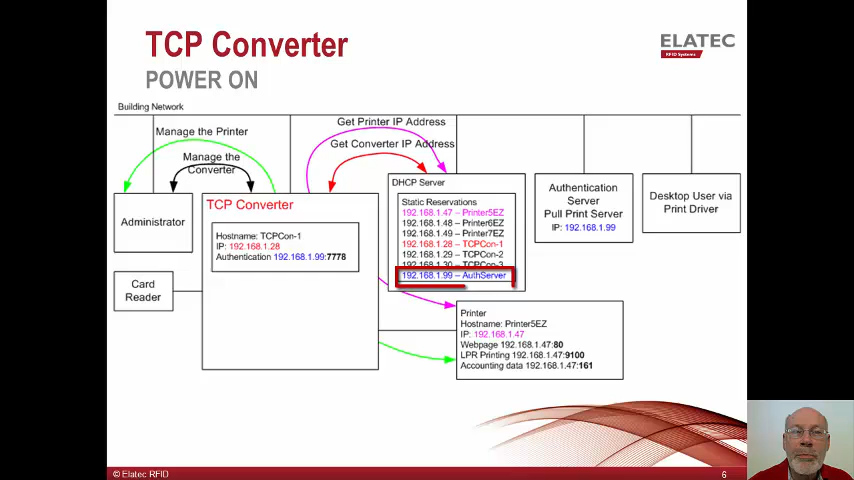 TCP Converter
POWER ON
ELATEC
RFID Systems
Building Network
Get Printer IP Address
Manage the Printer
Get Converter IP Address
Manage the
Converter
DHCP Server
Administrator
TCP Converter
Hostname: TCPCon-1
IP: 192.168.1.28
Authentication 192.168.1.99:7778
Static Reservations
192.168.1.47 – Printer5EZ
192.168.1.48 – Printer6EZ
192.168.1.49 – Printer7EZ
192.168.1.28 – TCPCon-1
192.168.1.29 – TCPCon-2
192.168.1.30 – TCPCon-3
192.168.1.99 – AuthServer
Authentication
Server
Pull Print Server
IP: 192.168.1.99
Desktop User via
Print Driver
Card
Reader
Printer
Hostname: Printer5EZ
IP: 192.168.1.47
Webpage 192.168.1.47:80
LPR Printing 192.168.1.47:9100
Accounting data 192.168.1.47:161
© Elatec RFID
6